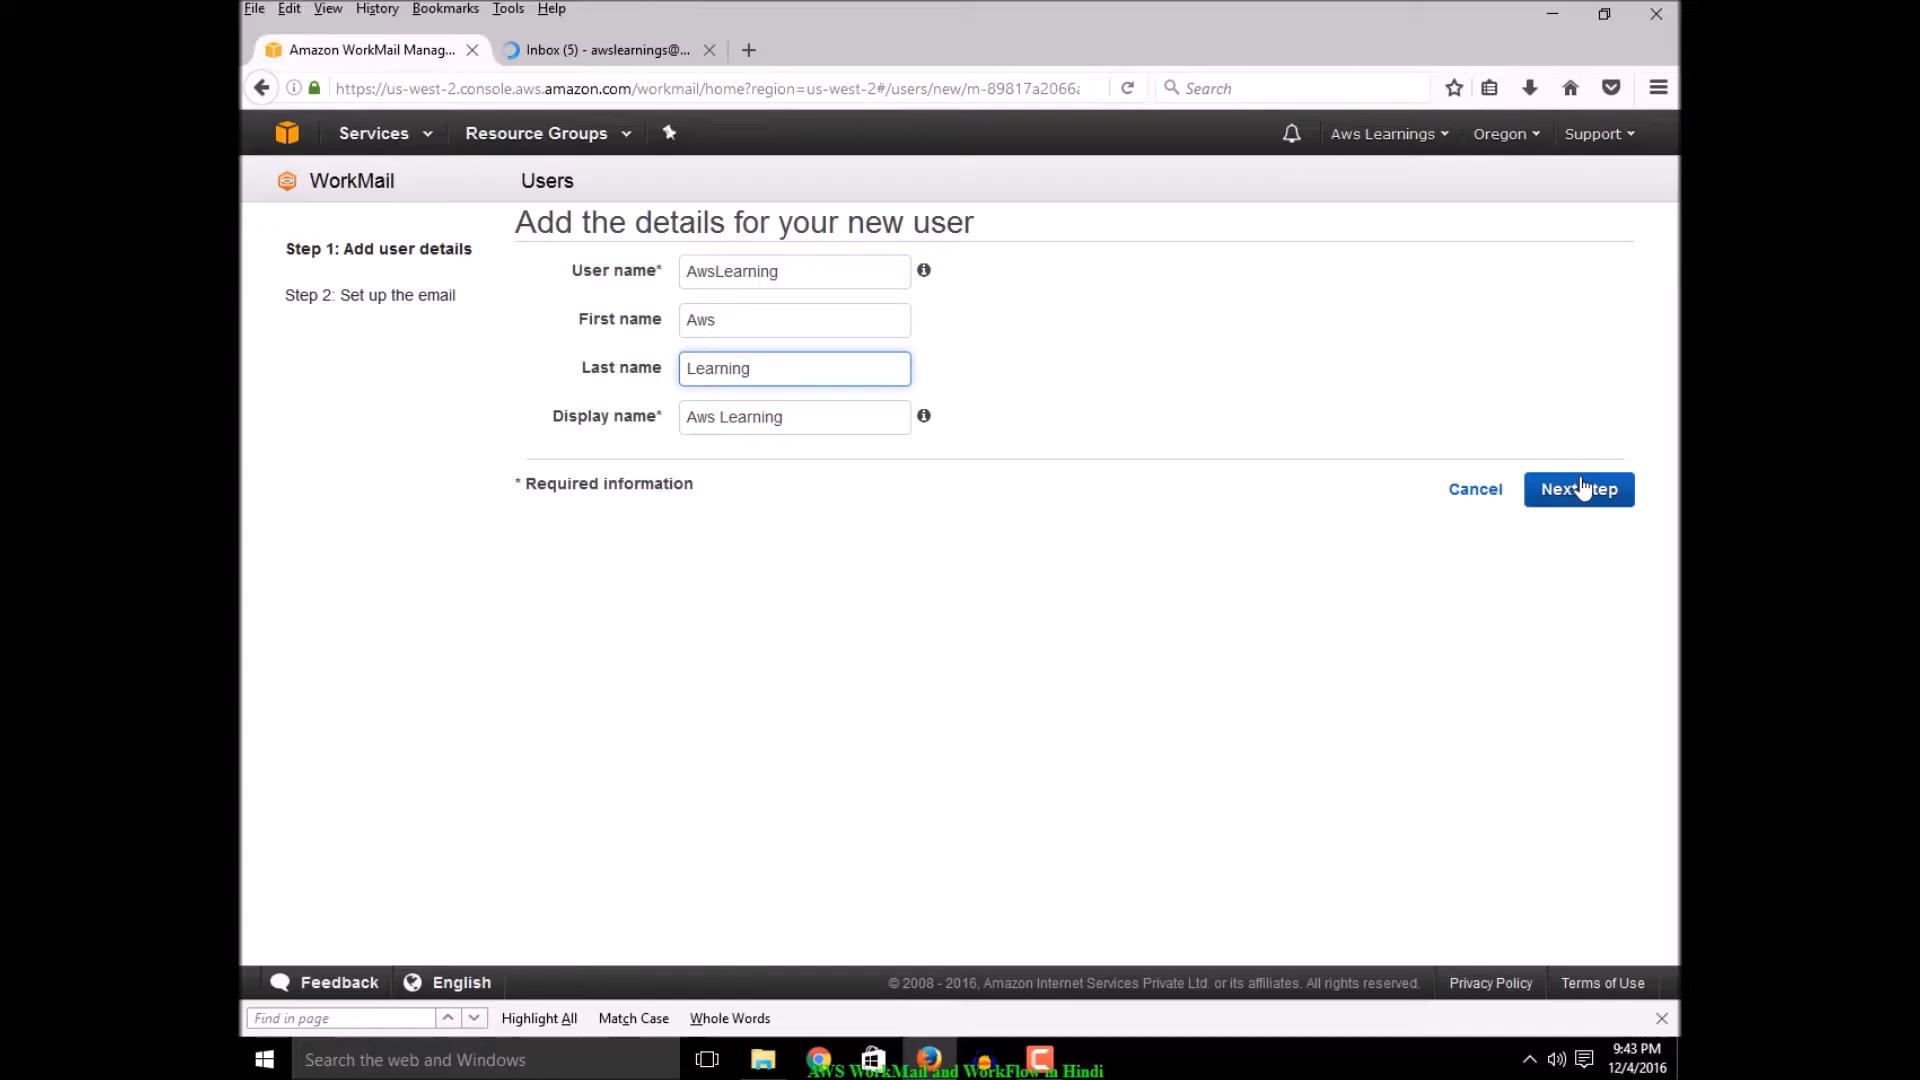 File Edit View History Bookmarks Tools Help
Amazon WorkMail Manag... Inbox (5) - awslearnings@...
https://us-west-2.console.aws.amazon.com/workmail/home?region=us-west-2#/users/new/m-89817a2066a Search
Services Resource Groups Aws Learnings Oregon Support
WorkMail Users
Add the details for your new user
Step 1: Add user details
Step 2: Set up the email
User name* AwsLearning
First name Aws
Last name Learning
Display name* Aws Learning
* Required information
Cancel Next Step
Feedback English © 2008 - 2016, Amazon Internet Services Private Ltd. or its affiliates. All rights reserved. Privacy Policy Terms of Use
Find in page Highlight All Match Case Whole Words
Search the web and Windows
9:43 PM
12/4/2016
AWS WorkMail and WorkFlow in Hindi